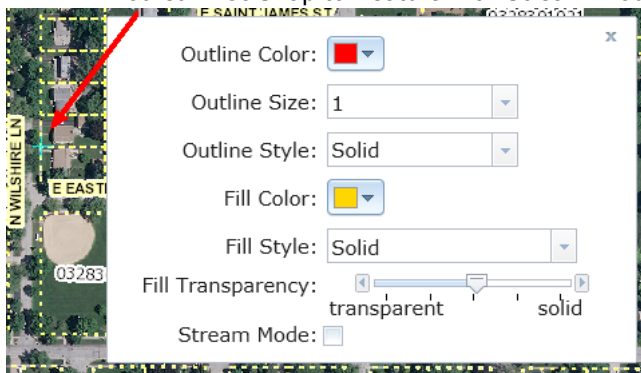 E SAINT JAMES ST
Outline Color:
Outline Size: 1
Outline Style: Solid
Fill Color:
Fill Style: Solid
Fill Transparency:
transparent solid
Stream Mode:
x
N WILSHIRE LN
E EAST
03283